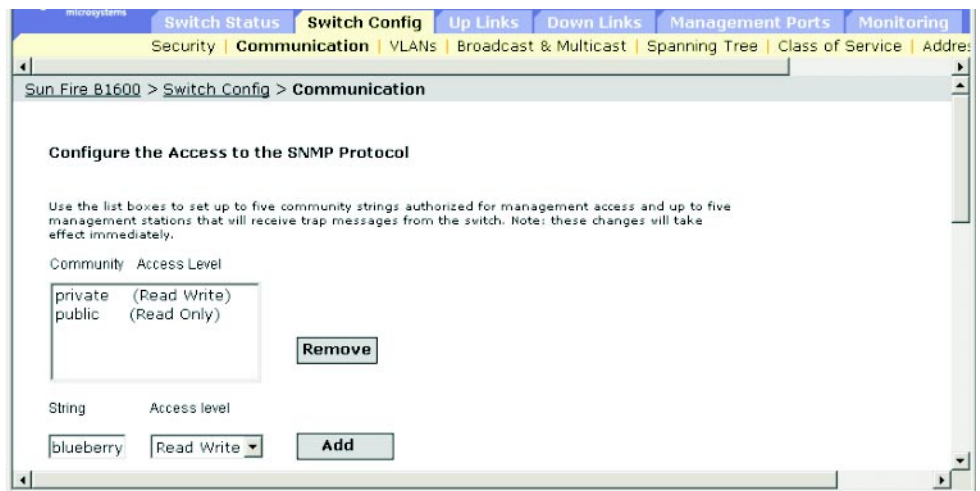 microsystems
Switch Status Switch Config Up Links Down Links Management Ports Monitoring
Security | Communication | VLANs | Broadcast & Multicast | Spanning Tree | Class of Service |
Sun Fire B1600 > Switch Config > Communication
Configure the Access to the SNMP Protocol
Use the list boxes to set up to five community strings authorized for management access and up to five
management stations that will receive trap messages from the switch. Note: these changes will take
effect immediately.
Community Access Level
private (Read Write)
public (Read Only)
Remove
String Access level
blueberry Read Write Add